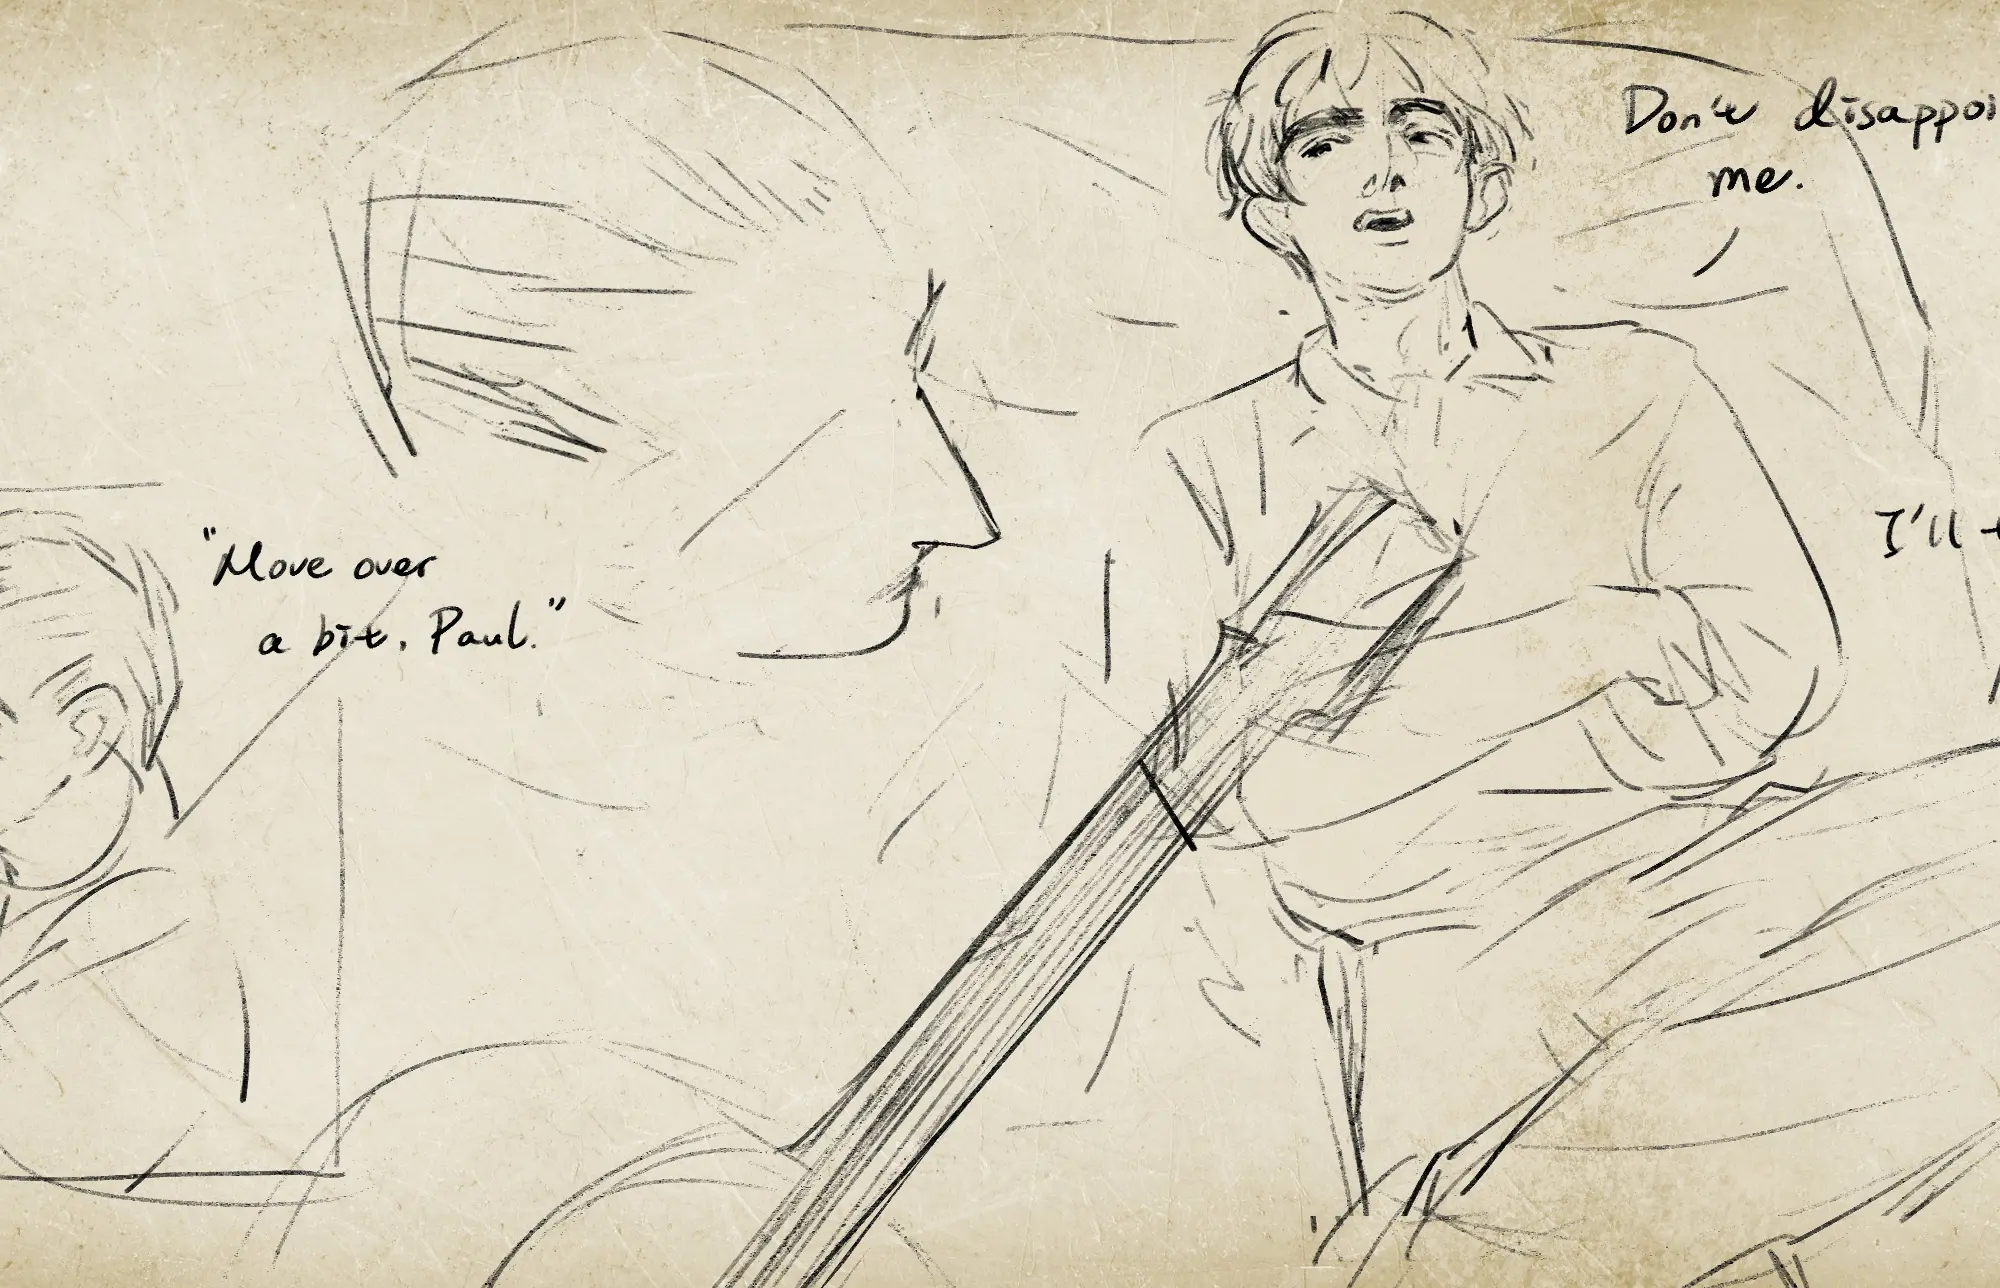 Don't disappoi
me.
"Move over
a bit, Paul."
I'll